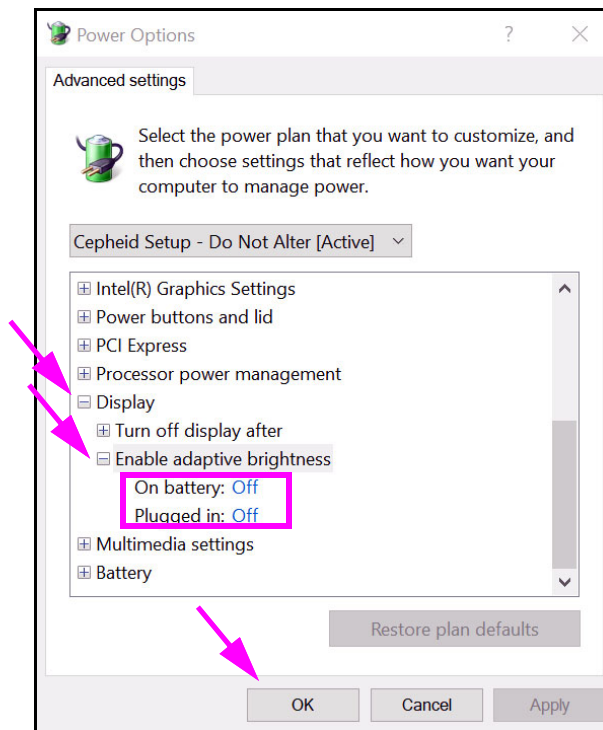 Power Options
Advanced settings
Select the power plan that you want to customize, and
then choose settings that reflect how you want your
computer to manage power.
Cepheid Setup - Do Not Alter [Active]
Intel(R) Graphics Settings
Power buttons and lid
PCI Express
Processor power management
Display
Turn off display after
Enable adaptive brightness
On battery: Off
Plugged in: Off
Multimedia settings
Battery
Restore plan defaults
OK Cancel Apply